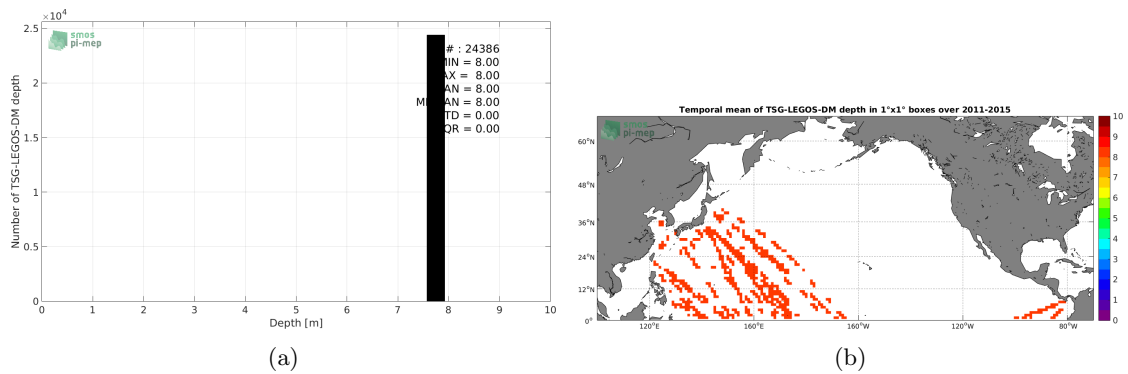 ×10⁴
smos
pi-mep
# : 24386
MIN = 8.00
AX = 8.00
AN = 8.00
ME AN = 8.00
TD = 0.00
QR = 0.00
Number of TSG-LEGOS-DM depth
2.5
2
1.5
1
0.5
0
0 1 2 3 4 5 6 7 8 9 10
Depth [m]
(a)
Temporal mean of TSG-LEGOS-DM depth in 1°x1° boxes over 2011-2015
smos
pi-mep
60°N
48°N
36°N
24°N
12°N
0°
120°E 160°E 160°W 120°W 80°W
10
9
8
7
6
5
4
3
2
1
0
(b)